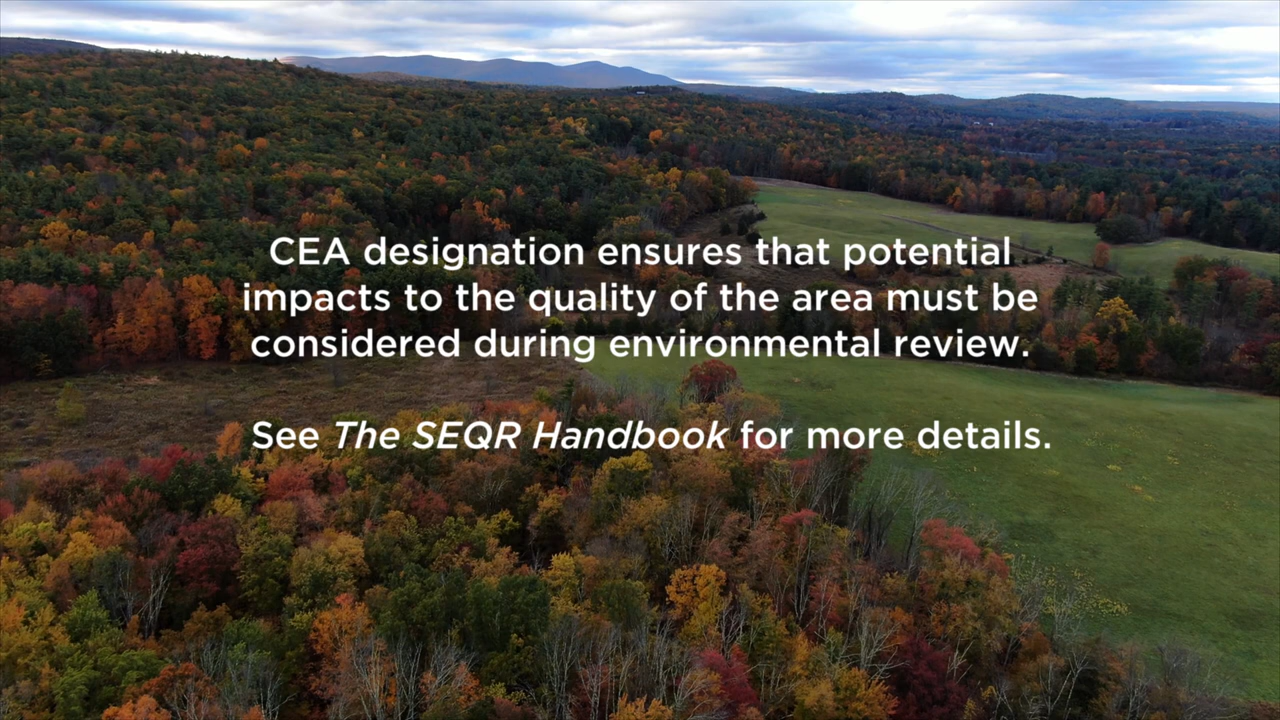 CEA designation ensures that potential
impacts to the quality of the area must be
considered during environmental review.
See The SEQR Handbook for more details.